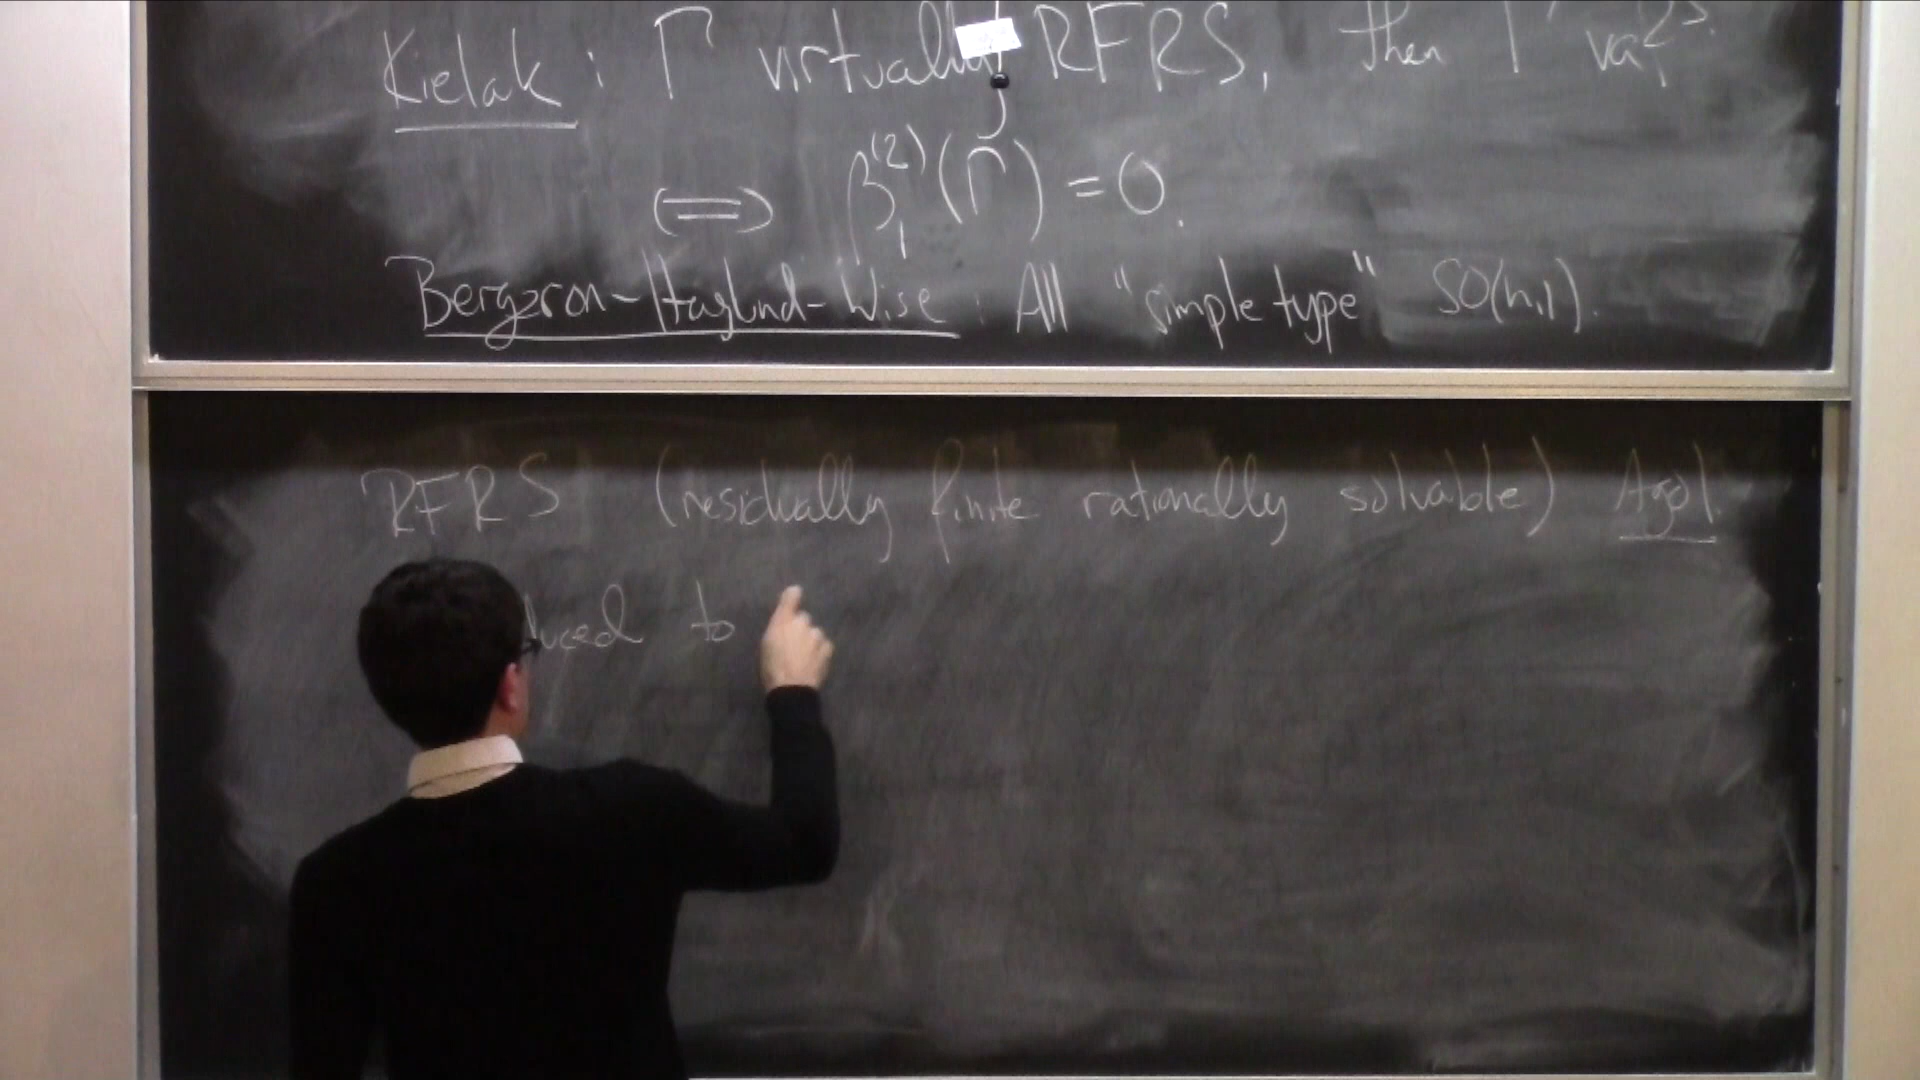 Kielak: Γ virtually RFRS, then Γ va?
⟺ β₁⁽²⁾(Γ) = 0.
Bergeron-Haglund-Wise: All "simple type" SO(n,1).
RFRS: (residually finite rationally solvable) Agol.
to